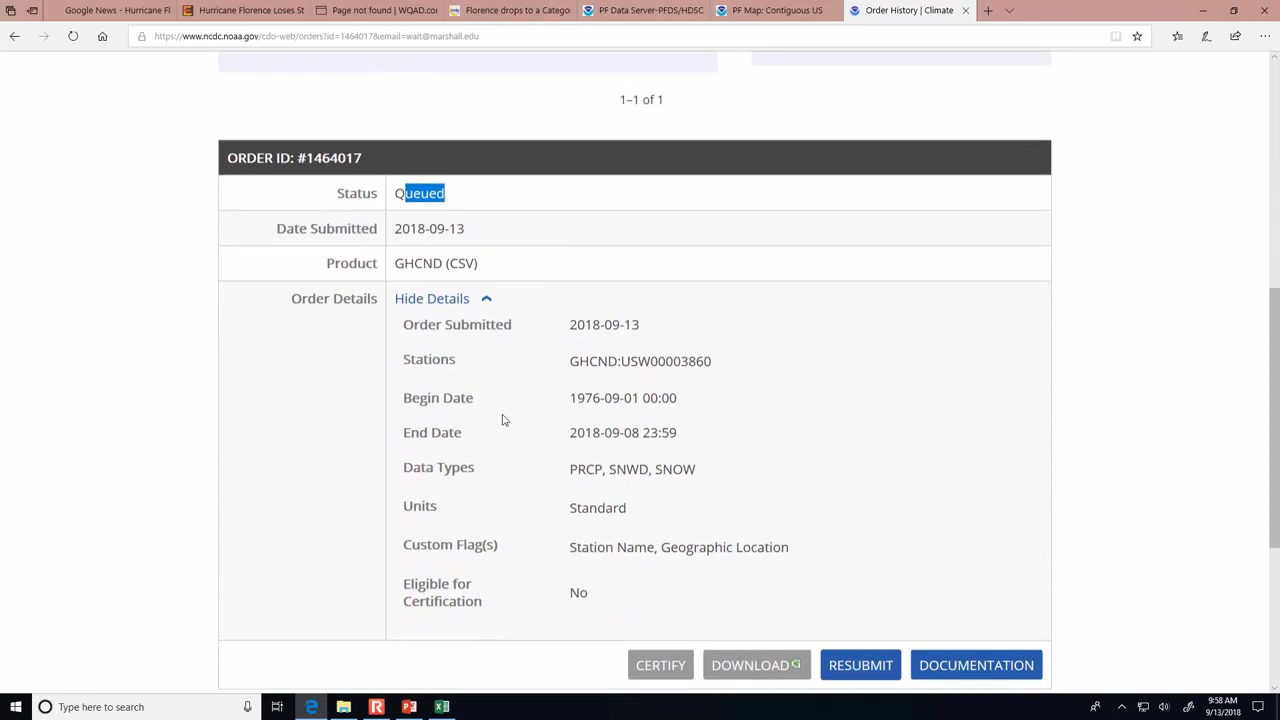 Google News - Hurricane Fl
Hurricane Florence Loses St
Page not found | WQAD.com
Florence drops to a Categor
PF Data Server-PFDS/HDSC
PF Map: Contiguous US
Order History | Climate
https://www.ncdc.noaa.gov/cdo-web/orders?id=1464017&email=wait@marshall.edu
1–1 of 1
ORDER ID: #1464017
Status Queued
Date Submitted 2018-09-13
Product GHCND (CSV)
Order Details Hide Details
Order Submitted 2018-09-13
Stations GHCND:USW00003860
Begin Date 1976-09-01 00:00
End Date 2018-09-08 23:59
Data Types PRCP, SNWD, SNOW
Units Standard
Custom Flag(s) Station Name, Geographic Location
Eligible for
Certification No
CERTIFY DOWNLOAD RESUBMIT DOCUMENTATION
Type here to search
9:58 AM
9/13/2018